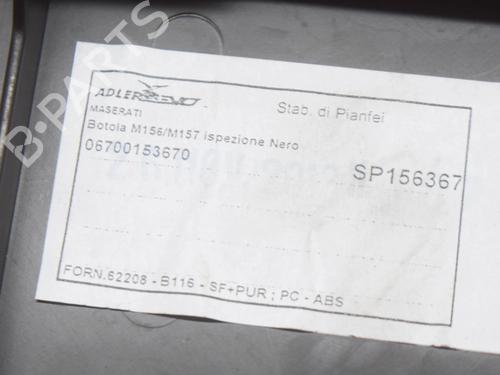 ADLER EVO
Stab. di Pianfei
MASERATI
Botola M156/M157 Ispezione Nero
06700153670
SP156367
FORN.62208 - B116 - SF+PUR ; PC - ABS
B-PARTS